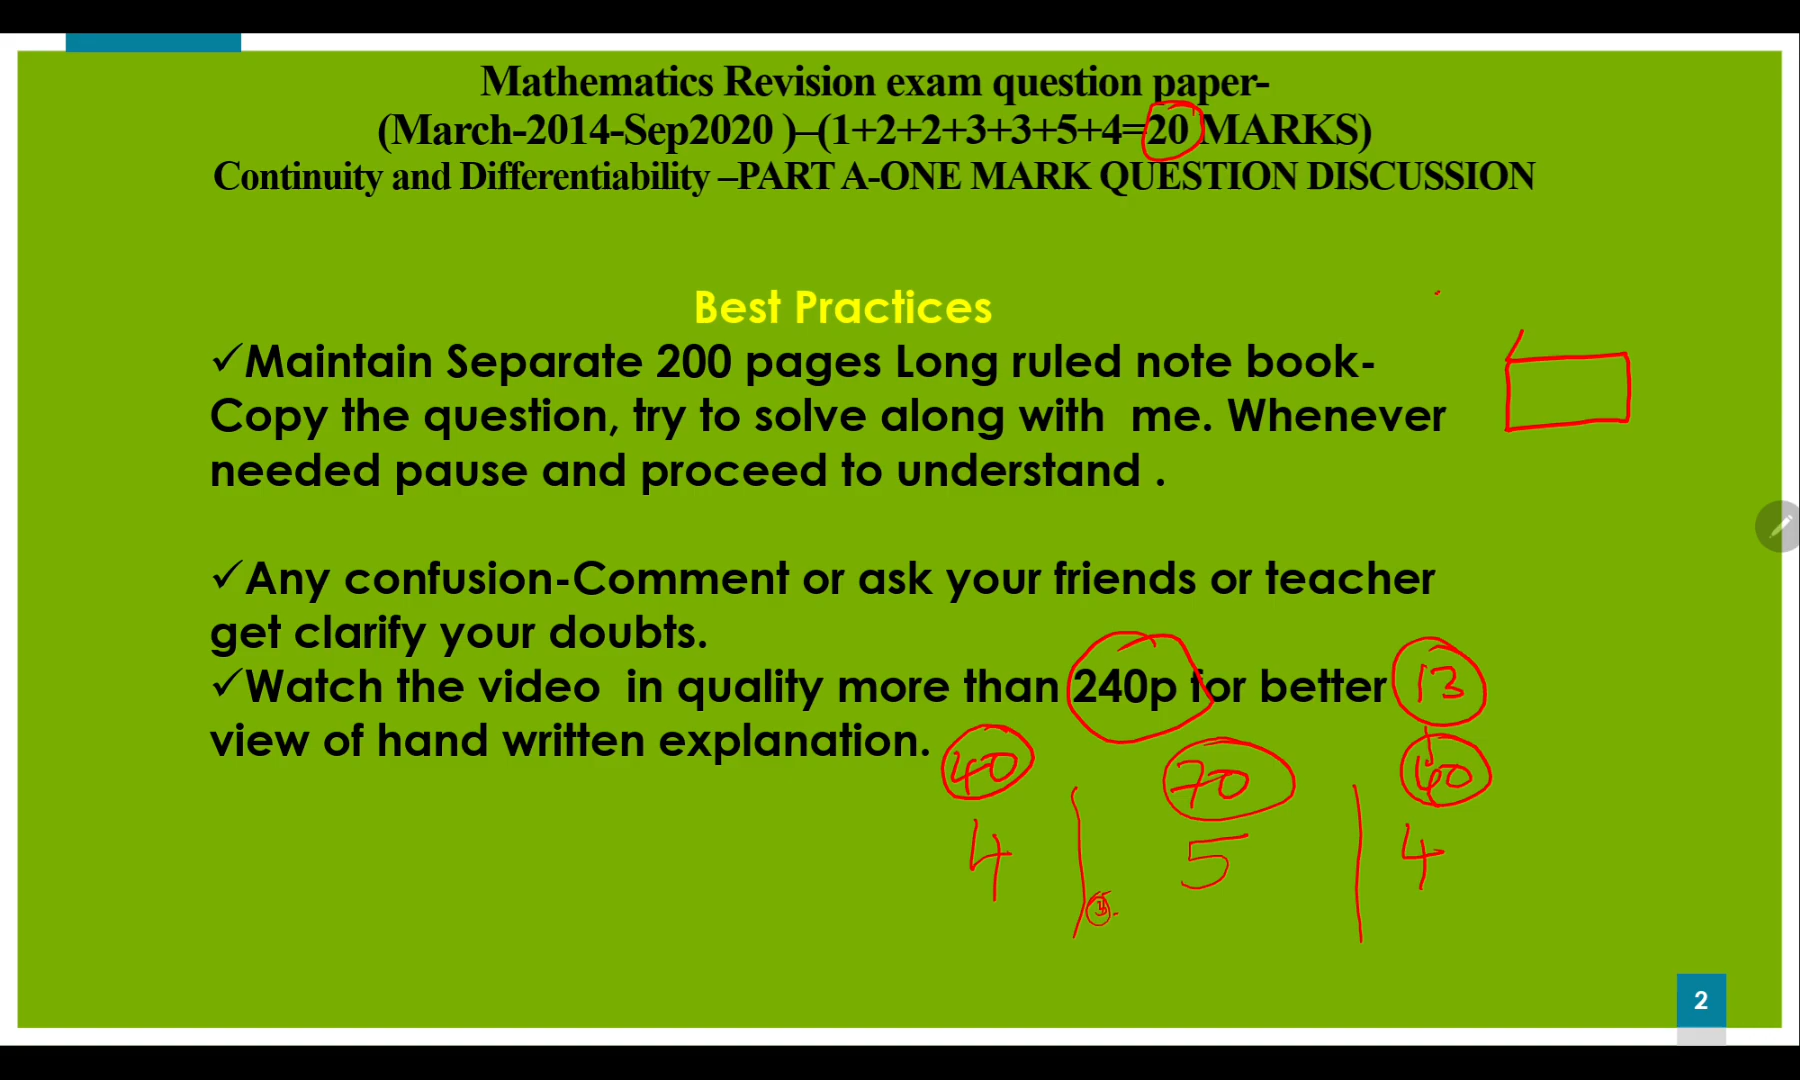 Mathematics Revision exam question paper-
(March-2014-Sep2020 )–(1+2+2+3+3+5+4=20 MARKS)
Continuity and Differentiability –PART A-ONE MARK QUESTION DISCUSSION
Best Practices
✓Maintain Separate 200 pages Long ruled note book-
Copy the question, try to solve along with me. Whenever
needed pause and proceed to understand .
✓Any confusion-Comment or ask your friends or teacher
get clarify your doubts.
✓Watch the video in quality more than 240p for better 13
view of hand written explanation.
40 70
4 5 4
2